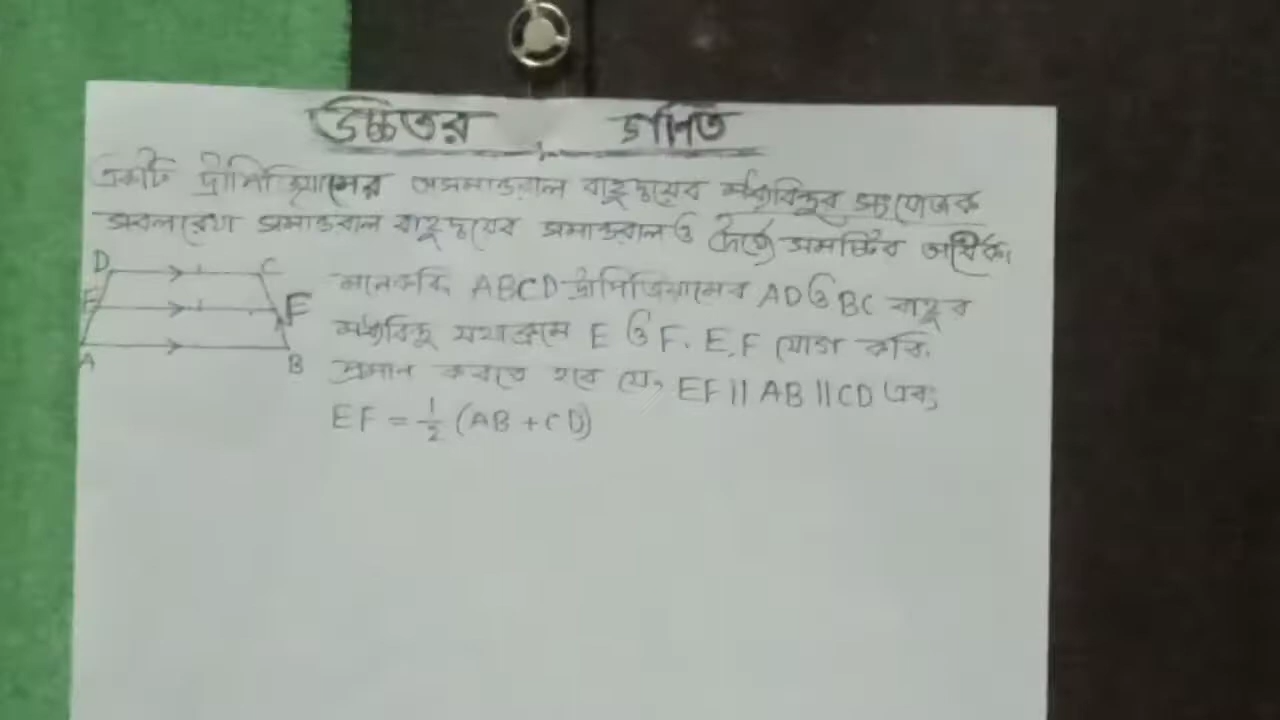 উচ্চতর গণিত
একটি ট্রাপিজিয়ামের অসমান্তরাল বাহুদ্বয়ের মধ্যবিন্দুর সংযোজক
সরলরেখা সমান্তরাল বাহুদ্বয়ের সমান্তরাল ও দৈর্ঘ্যে সমষ্টির অর্ধেক।
D C
E F
A B
মনেকরি ABCD ট্রাপিজিয়ামের AD ও BC বাহুর
মধ্যবিন্দু যথাক্রমে E ও F. E, F যোগ করি.
প্রমান করতে হবে যে, EF || AB || CD এবং
EF = 1/2 (AB + CD)